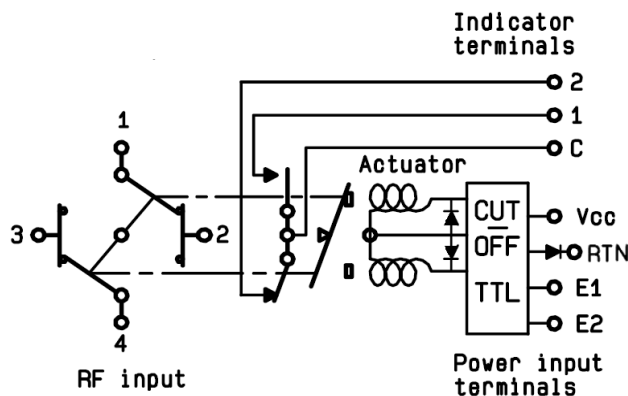 Indicator
terminals
2
1
C
1
Actuator
3
2
CUT
OFF
TTL
Vcc
RTN
E1
E2
4
RF input
Power input
terminals